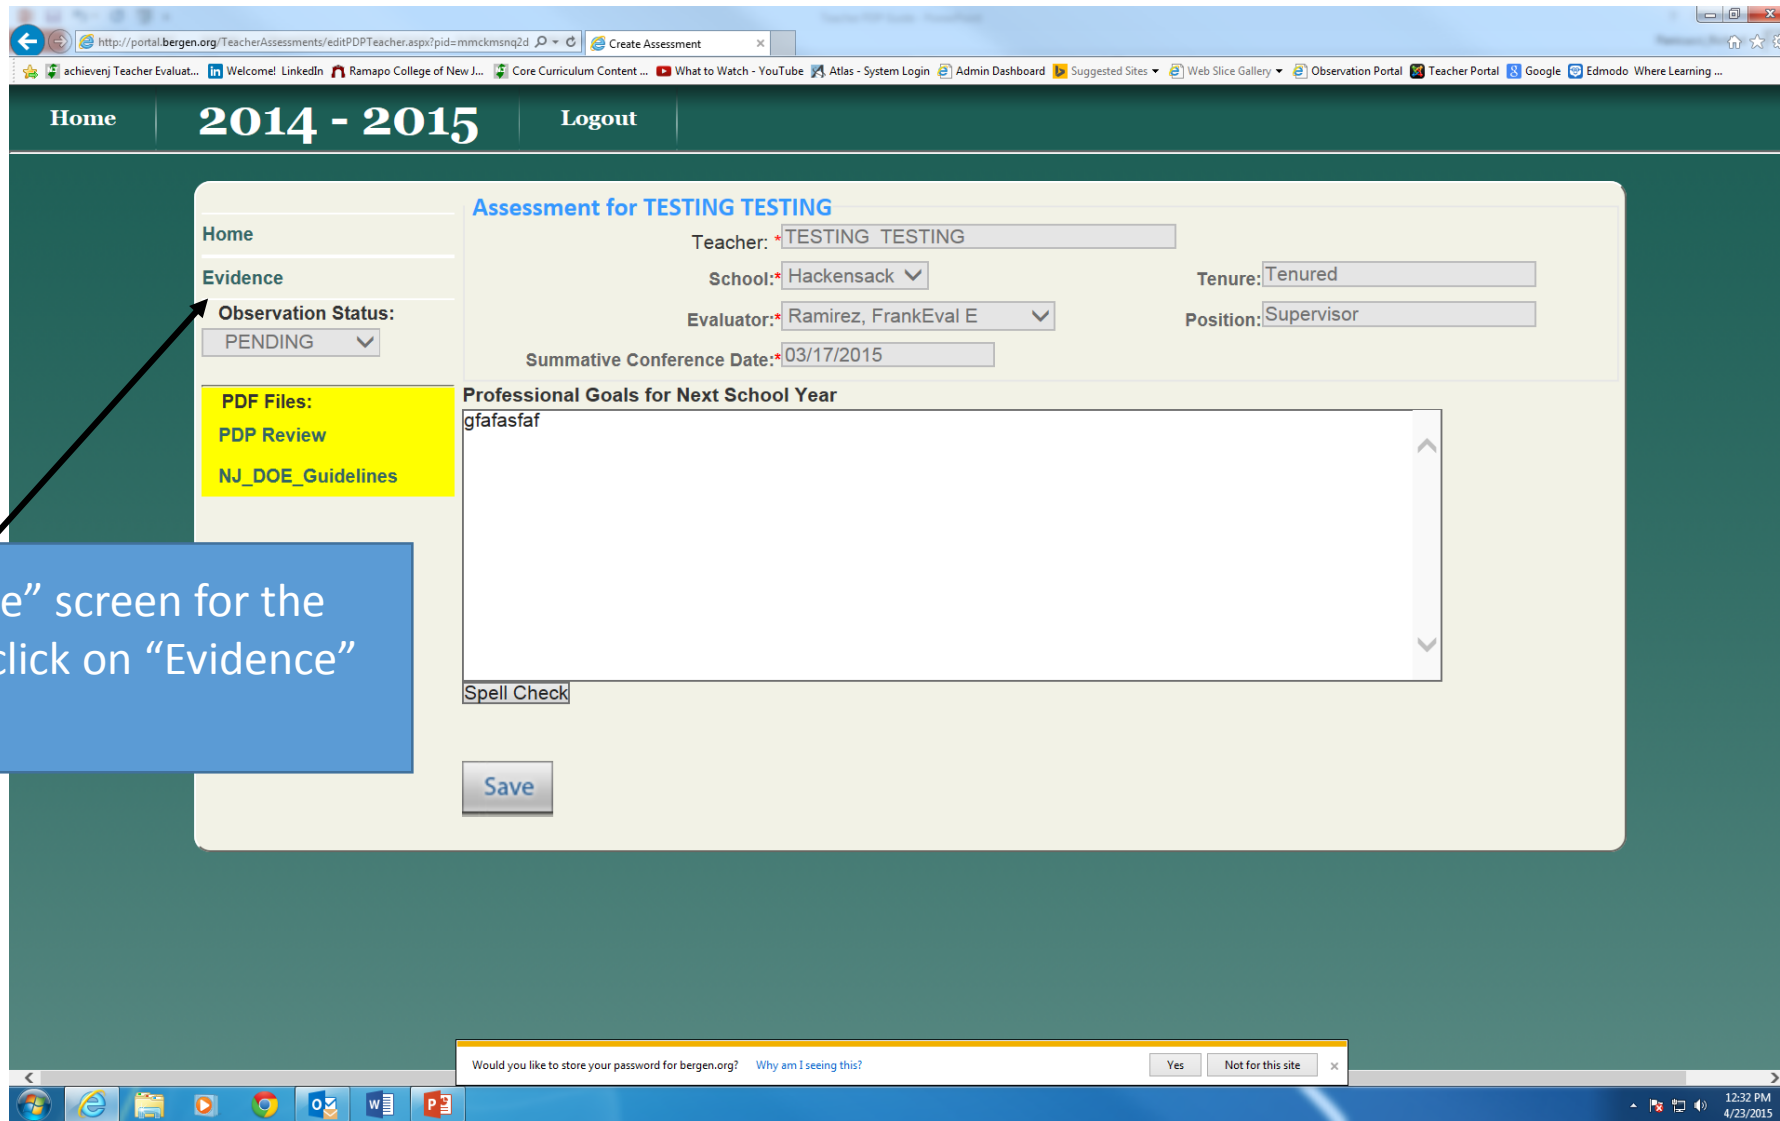 http://portal.bergen.org/TeacherAssessments/editPDPTeacher.aspx?pid=mmckmsnq2d
Create Assessment
achievenj Teacher Evaluat... Welcome! LinkedIn Ramapo College of New J... Core Curriculum Content ... What to Watch - YouTube Atlas - System Login Admin Dashboard Suggested Sites Web Slice Gallery Observation Portal Teacher Portal Google Edmodo Where Learning ...
Home 2014 - 2015 Logout
Assessment for TESTING TESTING
Home
Teacher: *TESTING TESTING
Evidence
School:* Hackensack
Tenure: Tenured
Observation Status:
PENDING
Evaluator:* Ramirez, FrankEval E
Position: Supervisor
Summative Conference Date:* 03/17/2015
PDF Files:
PDP Review
NJ_DOE_Guidelines
Professional Goals for Next School Year
gfafasfaf
e” screen for the
click on “Evidence”
Spell Check
Save
Would you like to store your password for bergen.org? Why am I seeing this? Yes Not for this site
12:32 PM
4/23/2015